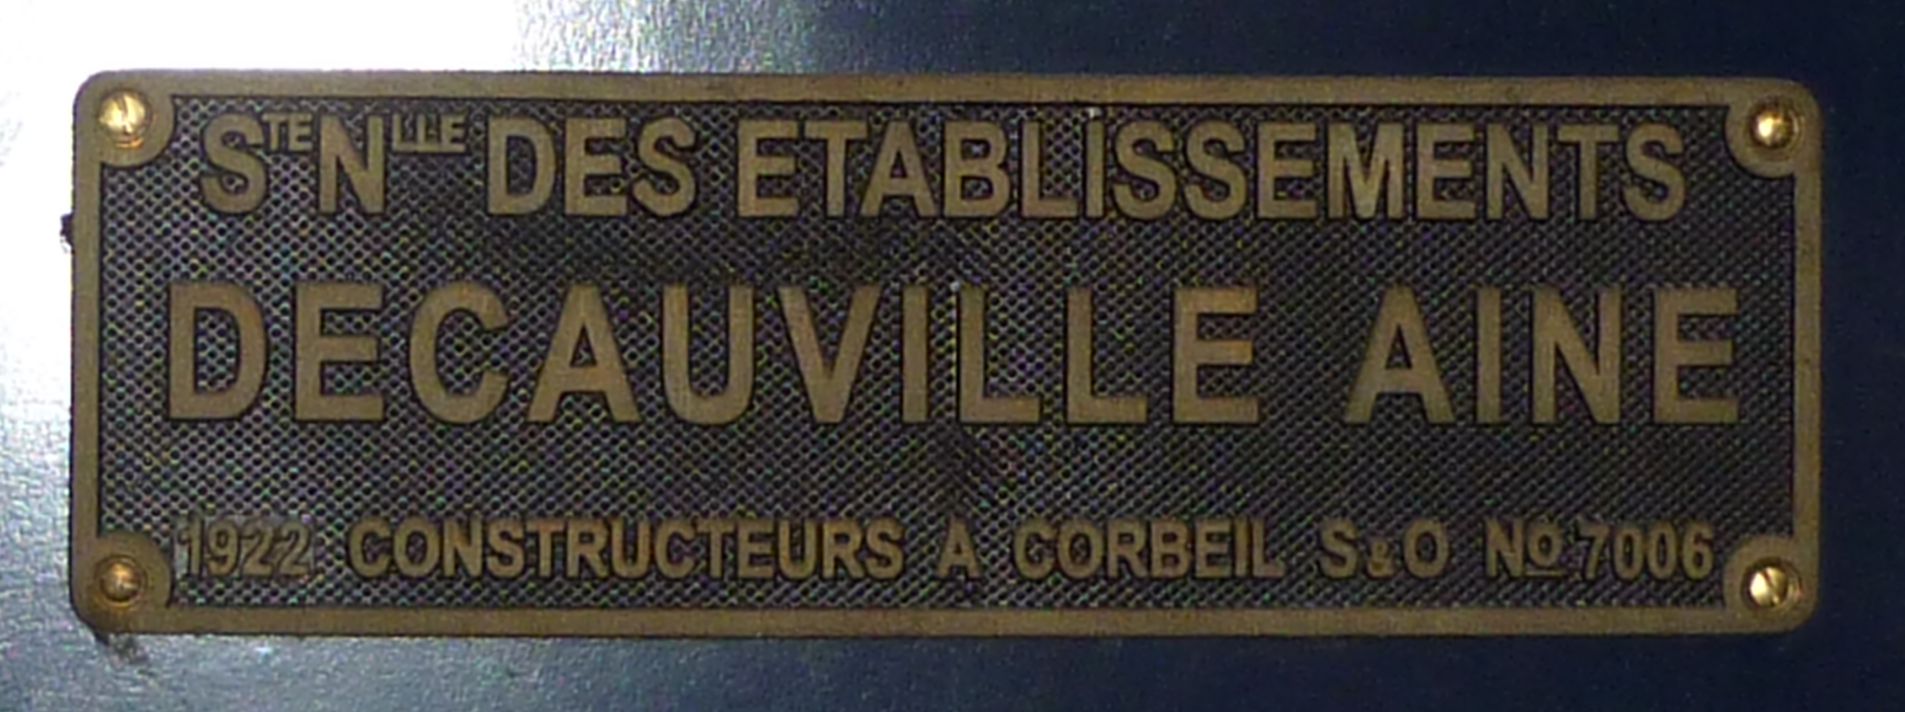 STE NLLE DES ETABLISSEMENTS
DECAUVILLE AINE
1922 CONSTRUCTEURS A CORBEIL S&O No 7006